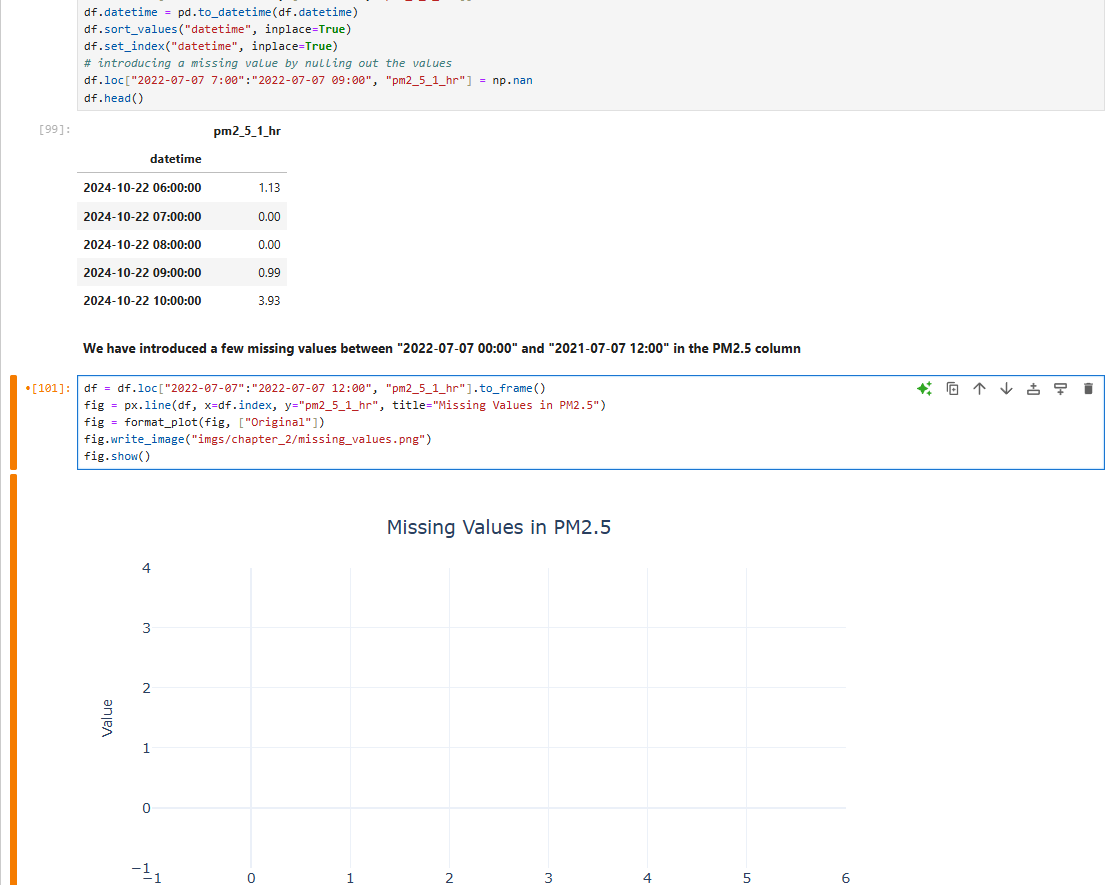 df.datetime = pd.to_datetime(df.datetime)
df.sort_values("datetime", inplace=True)
df.set_index("datetime", inplace=True)
# introducing a missing value by nulling out the values
df.loc["2022-07-07 7:00":"2022-07-07 09:00", "pm2_5_1_hr"] = np.nan
df.head()
[99]:
pm2_5_1_hr
datetime
2024-10-22 06:00:00 1.13
2024-10-22 07:00:00 0.00
2024-10-22 08:00:00 0.00
2024-10-22 09:00:00 0.99
2024-10-22 10:00:00 3.93
We have introduced a few missing values between "2022-07-07 00:00" and "2021-07-07 12:00" in the PM2.5 column
•[101]:
df = df.loc["2022-07-07":"2022-07-07 12:00", "pm2_5_1_hr"].to_frame()
fig = px.line(df, x=df.index, y="pm2_5_1_hr", title="Missing Values in PM2.5")
fig = format_plot(fig, ["Original"])
fig.write_image("imgs/chapter_2/missing_values.png")
fig.show()
Missing Values in PM2.5
4
3
2
1
0
−1
Value
−1 0 1 2 3 4 5 6